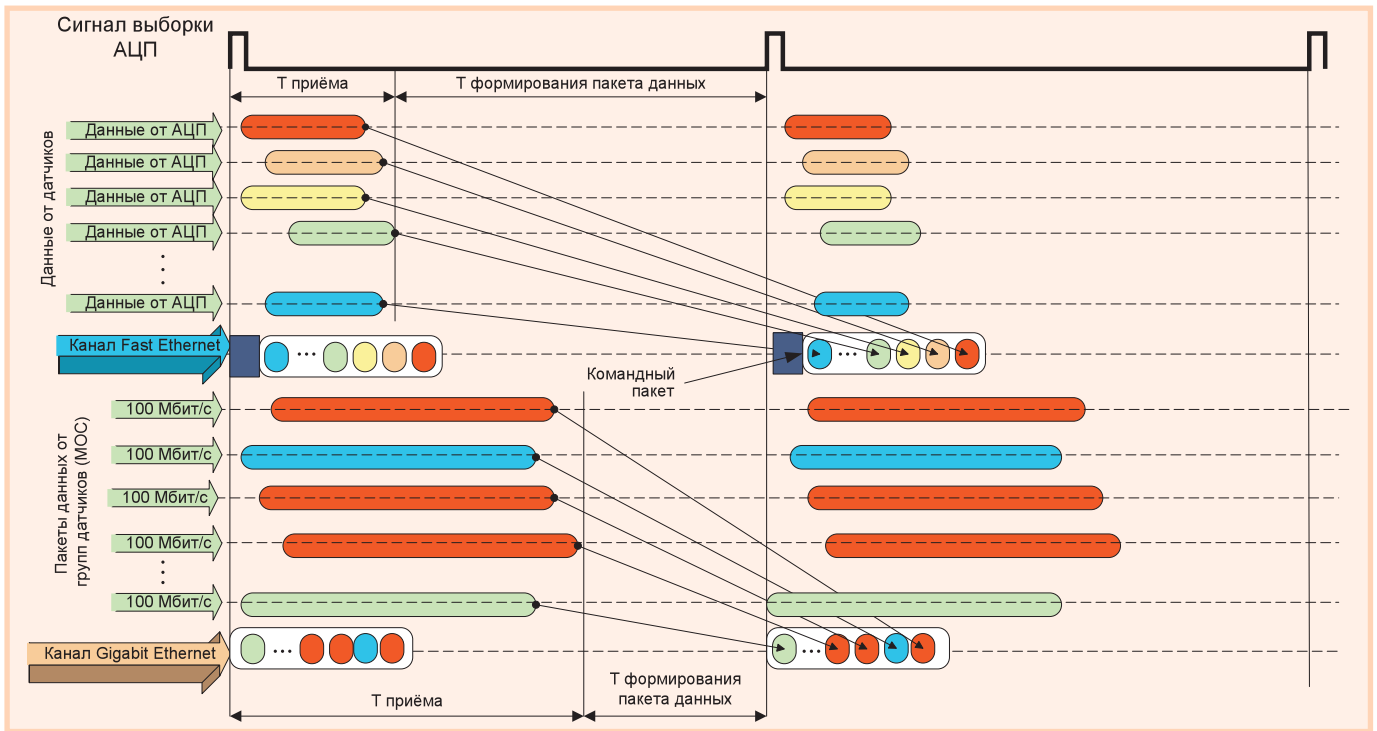 Сигнал выборки
АЦП
Т приёма
Т формирования пакета данных
Данные от датчиков
Данные от АЦП
Данные от АЦП
Данные от АЦП
Данные от АЦП
Данные от АЦП
Канал Fast Ethernet
Командный
пакет
Пакеты данных от
групп датчиков (МОС)
100 Мбит/с
100 Мбит/с
100 Мбит/с
100 Мбит/с
100 Мбит/с
Канал Gigabit Ethernet
Т приёма
Т формирования
пакета данных